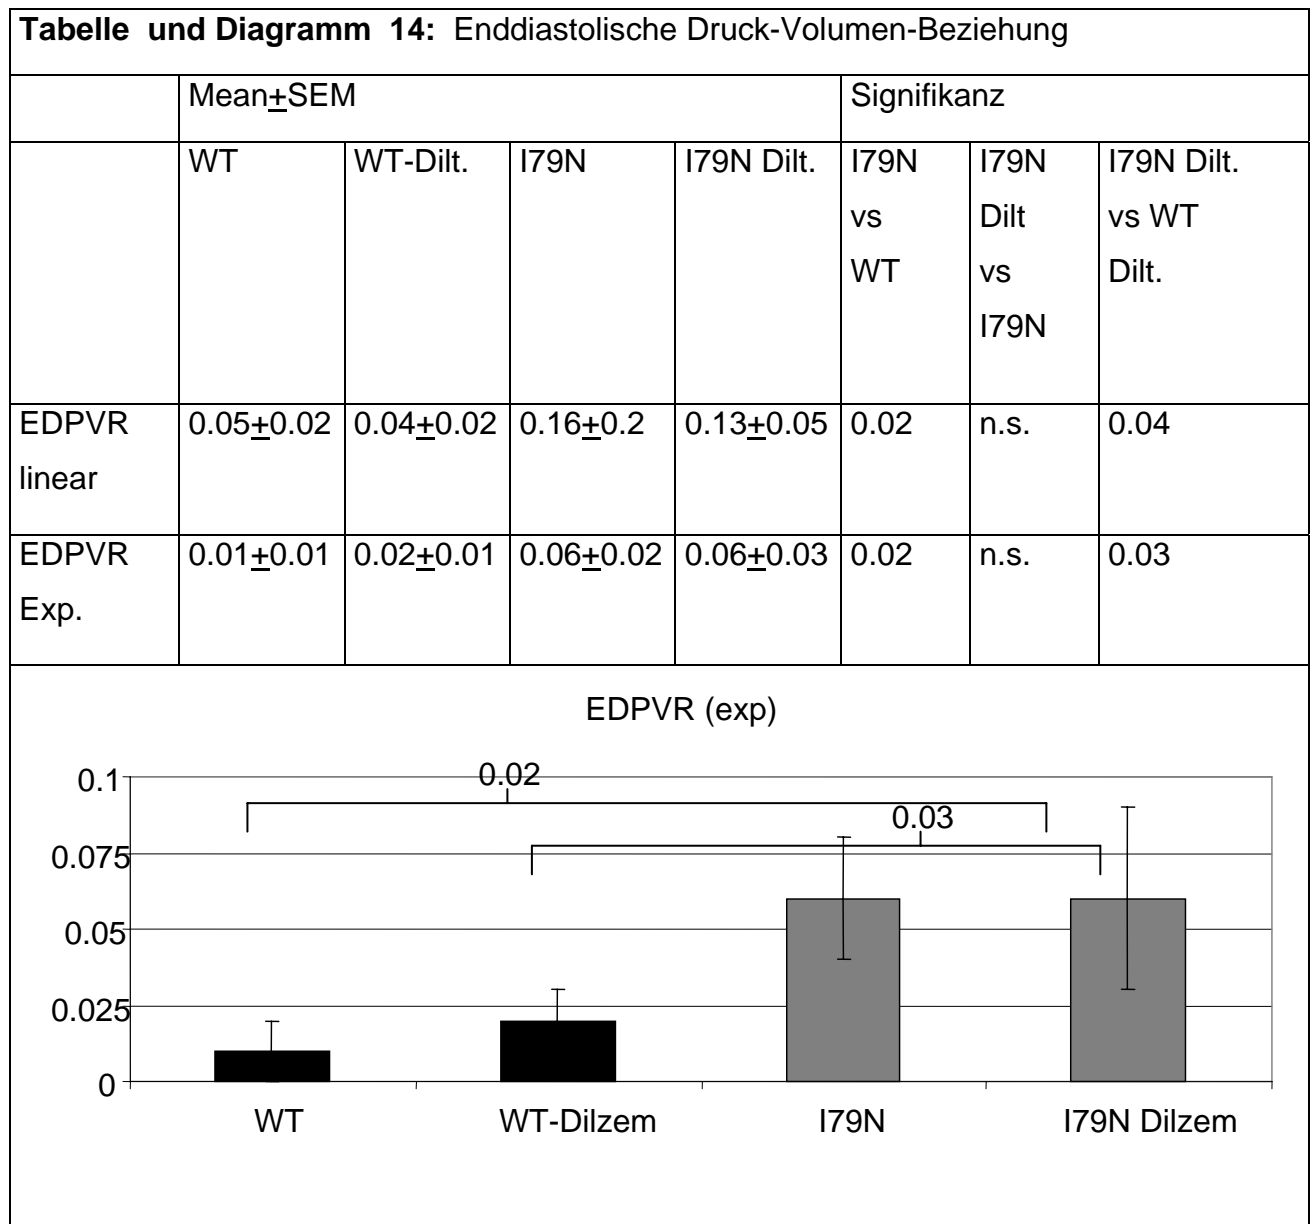 Tabelle und Diagramm 14: Enddiastolische Druck-Volumen-Beziehung
Mean±SEM Signifikanz
WT WT-Dilt. I79N I79N Dilt. I79N I79N I79N Dilt.
vs Dilt vs WT
WT vs Dilt.
I79N
EDPVR 0.05±0.02 0.04±0.02 0.16±0.2 0.13±0.05 0.02 n.s. 0.04
linear
EDPVR 0.01±0.01 0.02±0.01 0.06±0.02 0.06±0.03 0.02 n.s. 0.03
Exp.
EDPVR (exp)
0.1
0.02
0.03
0.075
0.05
0.025
0
WT WT-Dilzem I79N I79N Dilzem